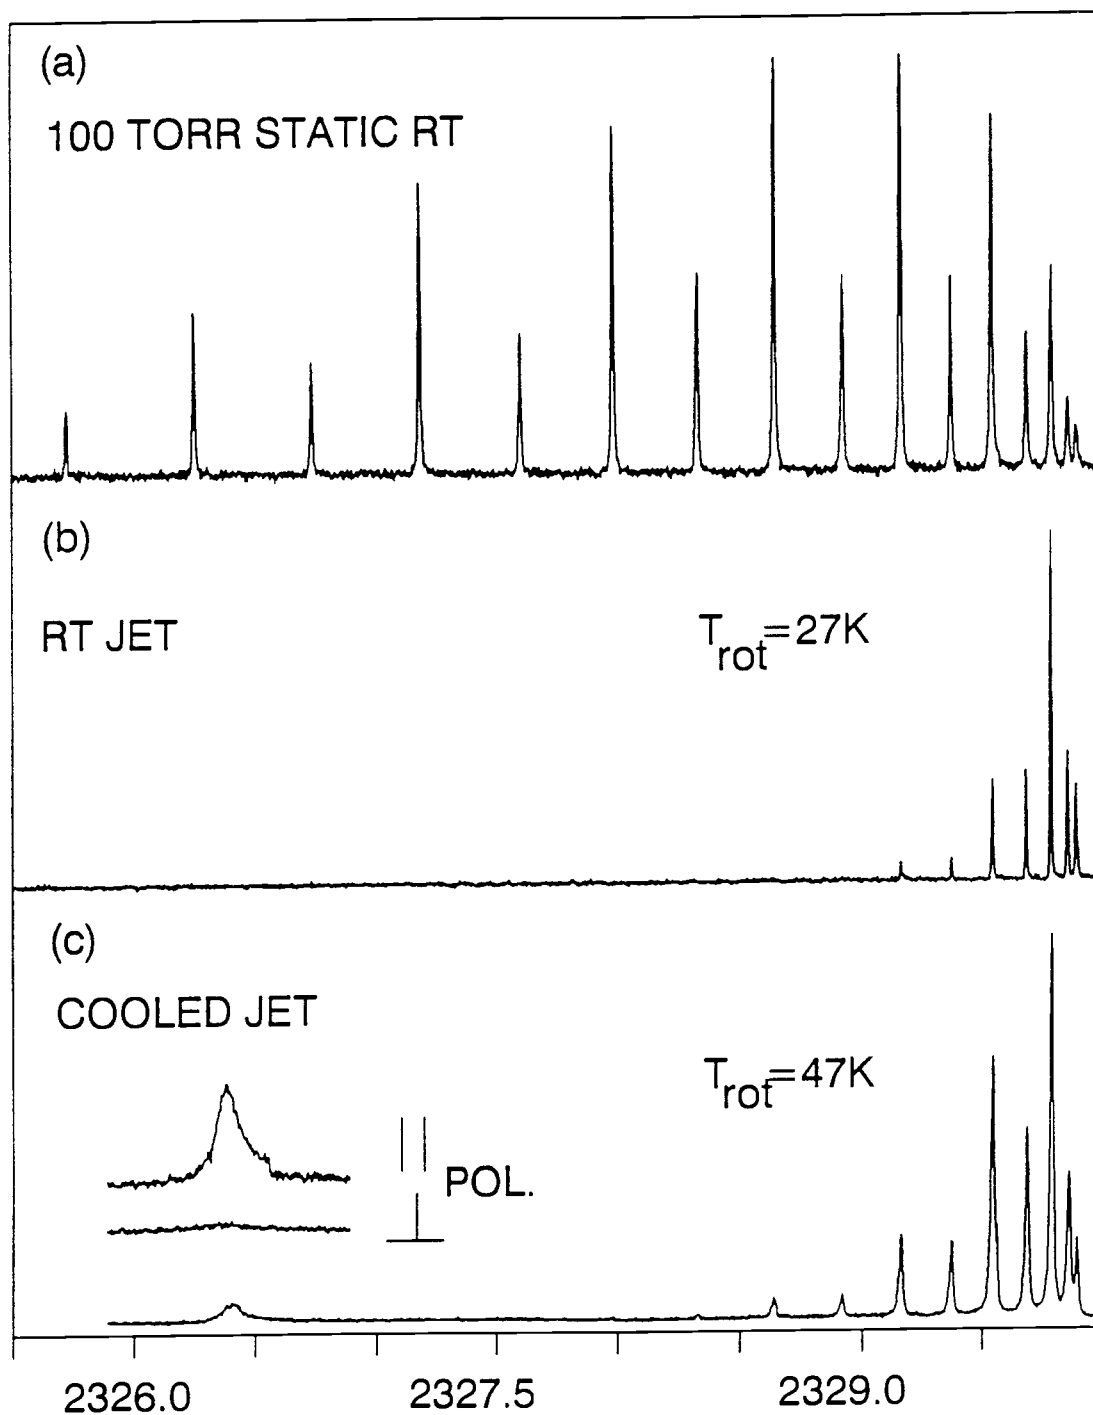 (a)
100 TORR STATIC RT
(b)
RT JET
Trot=27K
(c)
COOLED JET
Trot=47K
POL.
2326.0 2327.5 2329.0